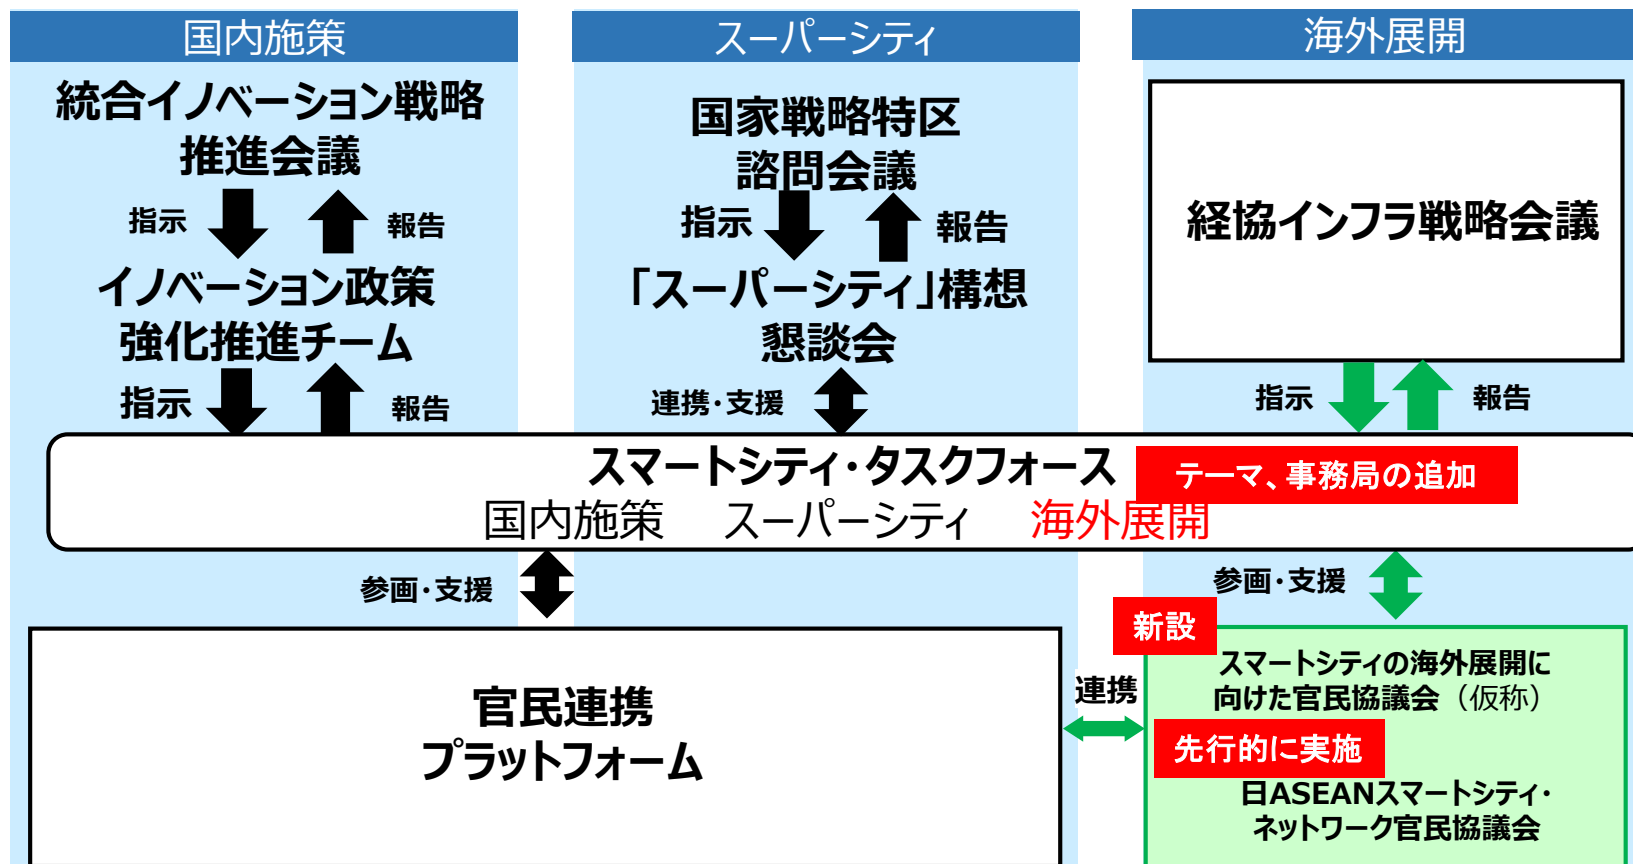 国内施策
スーパーシティ
海外展開
統合イノベーション戦略
推進会議
指示
報告
イノベーション政策
強化推進チーム
指示
報告
国家戦略特区
諮問会議
指示
報告
「スーパーシティ」構想
懇談会
連携・支援
経協インフラ戦略会議
指示
報告
スマートシティ・タスクフォース
テーマ、事務局の追加
国内施策 スーパーシティ 海外展開
参画・支援
参画・支援
官民連携
プラットフォーム
連携
新設
スマートシティの海外展開に
向けた官民協議会（仮称）
先行的に実施
日ASEANスマートシティ・
ネットワーク官民協議会